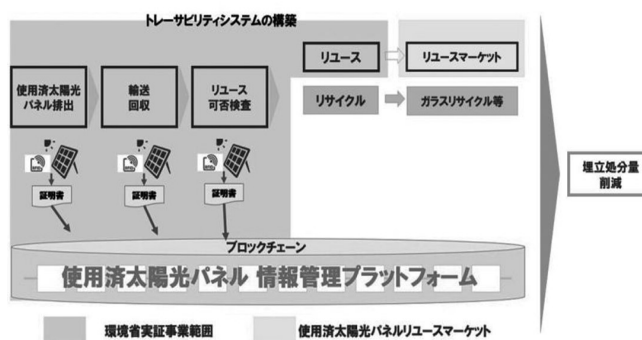 トレーサビリティシステムの構築
使用済太陽光
パネル排出
輸送
回収
リユース
可否検査
リユース
リユースマーケット
リサイクル
ガラスリサイクル等
証明書
証明書
証明書
埋立処分量
削減
ブロックチェーン
使用済太陽光パネル 情報管理プラットフォーム
環境省実証事業範囲
使用済太陽光パネルリユースマーケット